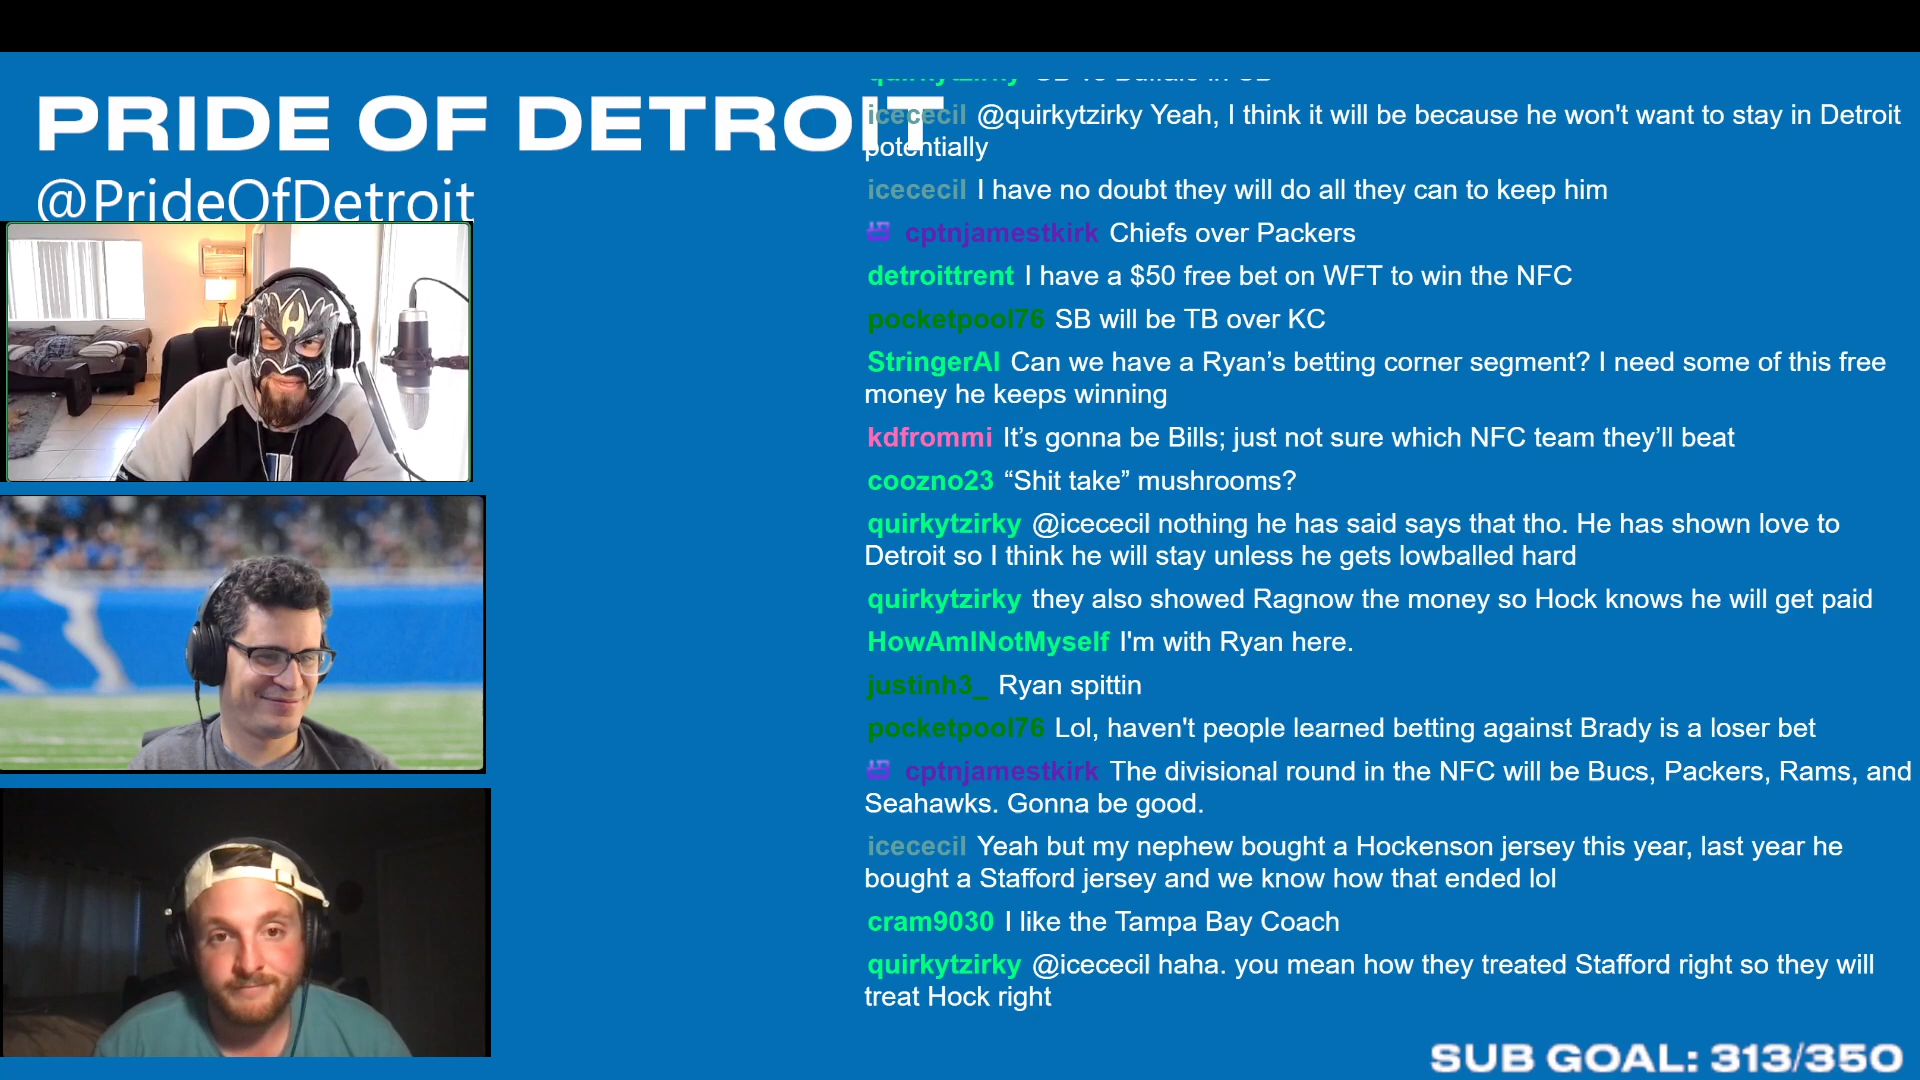 PRIDE OF DETROIT
@PrideOfDetroit
icececil @quirkytzirky Yeah, I think it will be because he won't want to stay in Detroit
potentially
icececil I have no doubt they will do all they can to keep him
cptnjamestkirk Chiefs over Packers
detroittrent I have a $50 free bet on WFT to win the NFC
pocketpool76 SB will be TB over KC
StringerAI Can we have a Ryan’s betting corner segment? I need some of this free
money he keeps winning
kdfrommi It’s gonna be Bills; just not sure which NFC team they’ll beat
coozno23 “Shit take” mushrooms?
quirkytzirky @icececil nothing he has said says that tho. He has shown love to
Detroit so I think he will stay unless he gets lowballed hard
quirkytzirky they also showed Ragnow the money so Hock knows he will get paid
HowAmINotMyself I'm with Ryan here.
justinh3_ Ryan spittin
pocketpool76 Lol, haven't people learned betting against Brady is a loser bet
cptnjamestkirk The divisional round in the NFC will be Bucs, Packers, Rams, and
Seahawks. Gonna be good.
icececil Yeah but my nephew bought a Hockenson jersey this year, last year he
bought a Stafford jersey and we know how that ended lol
cram9030 I like the Tampa Bay Coach
quirkytzirky @icececil haha. you mean how they treated Stafford right so they will
treat Hock right
SUB GOAL: 313/350